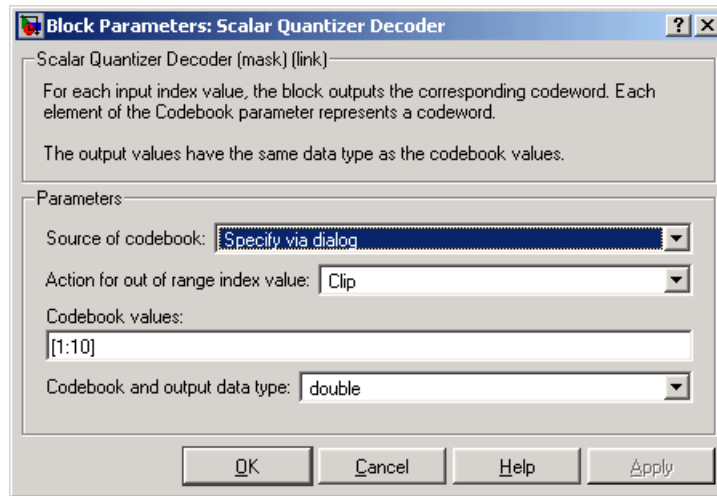 Block Parameters: Scalar Quantizer Decoder
Scalar Quantizer Decoder (mask) (link)
For each input index value, the block outputs the corresponding codeword. Each
element of the Codebook parameter represents a codeword.
The output values have the same data type as the codebook values.
Parameters
Source of codebook: Specify via dialog
Action for out of range index value: Clip
Codebook values:
[1:10]
Codebook and output data type: double
OK Cancel Help Apply